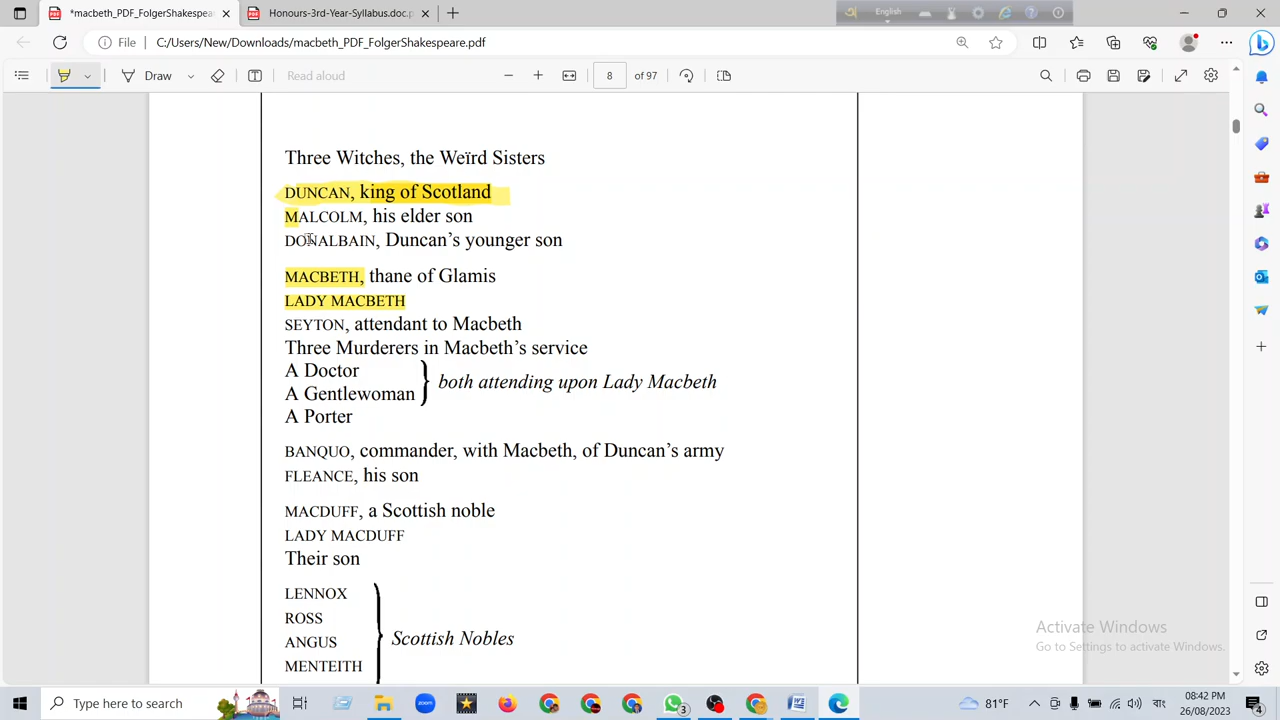 *macbeth_PDF_FolgerShakespea
Honours-3rd-Year-Syllabus.doc.p
English
File
C:/Users/New/Downloads/macbeth_PDF_FolgerShakespeare.pdf
Draw
Read aloud
8
of 97
Three Witches, the Weïrd Sisters
DUNCAN, king of Scotland
MALCOLM, his elder son
DONALBAIN, Duncan's younger son
MACBETH, thane of Glamis
LADY MACBETH
SEYTON, attendant to Macbeth
Three Murderers in Macbeth's service
A Doctor
A Gentlewoman
both attending upon Lady Macbeth
A Porter
BANQUO, commander, with Macbeth, of Duncan's army
FLEANCE, his son
MACDUFF, a Scottish noble
LADY MACDUFF
Their son
LENNOX
ROSS
ANGUS
MENTEITH
Scottish Nobles
Activate Windows
Go to Settings to activate Windows.
Type here to search
zoom
3
81°F
বাং
08:42 PM
26/08/2023
4